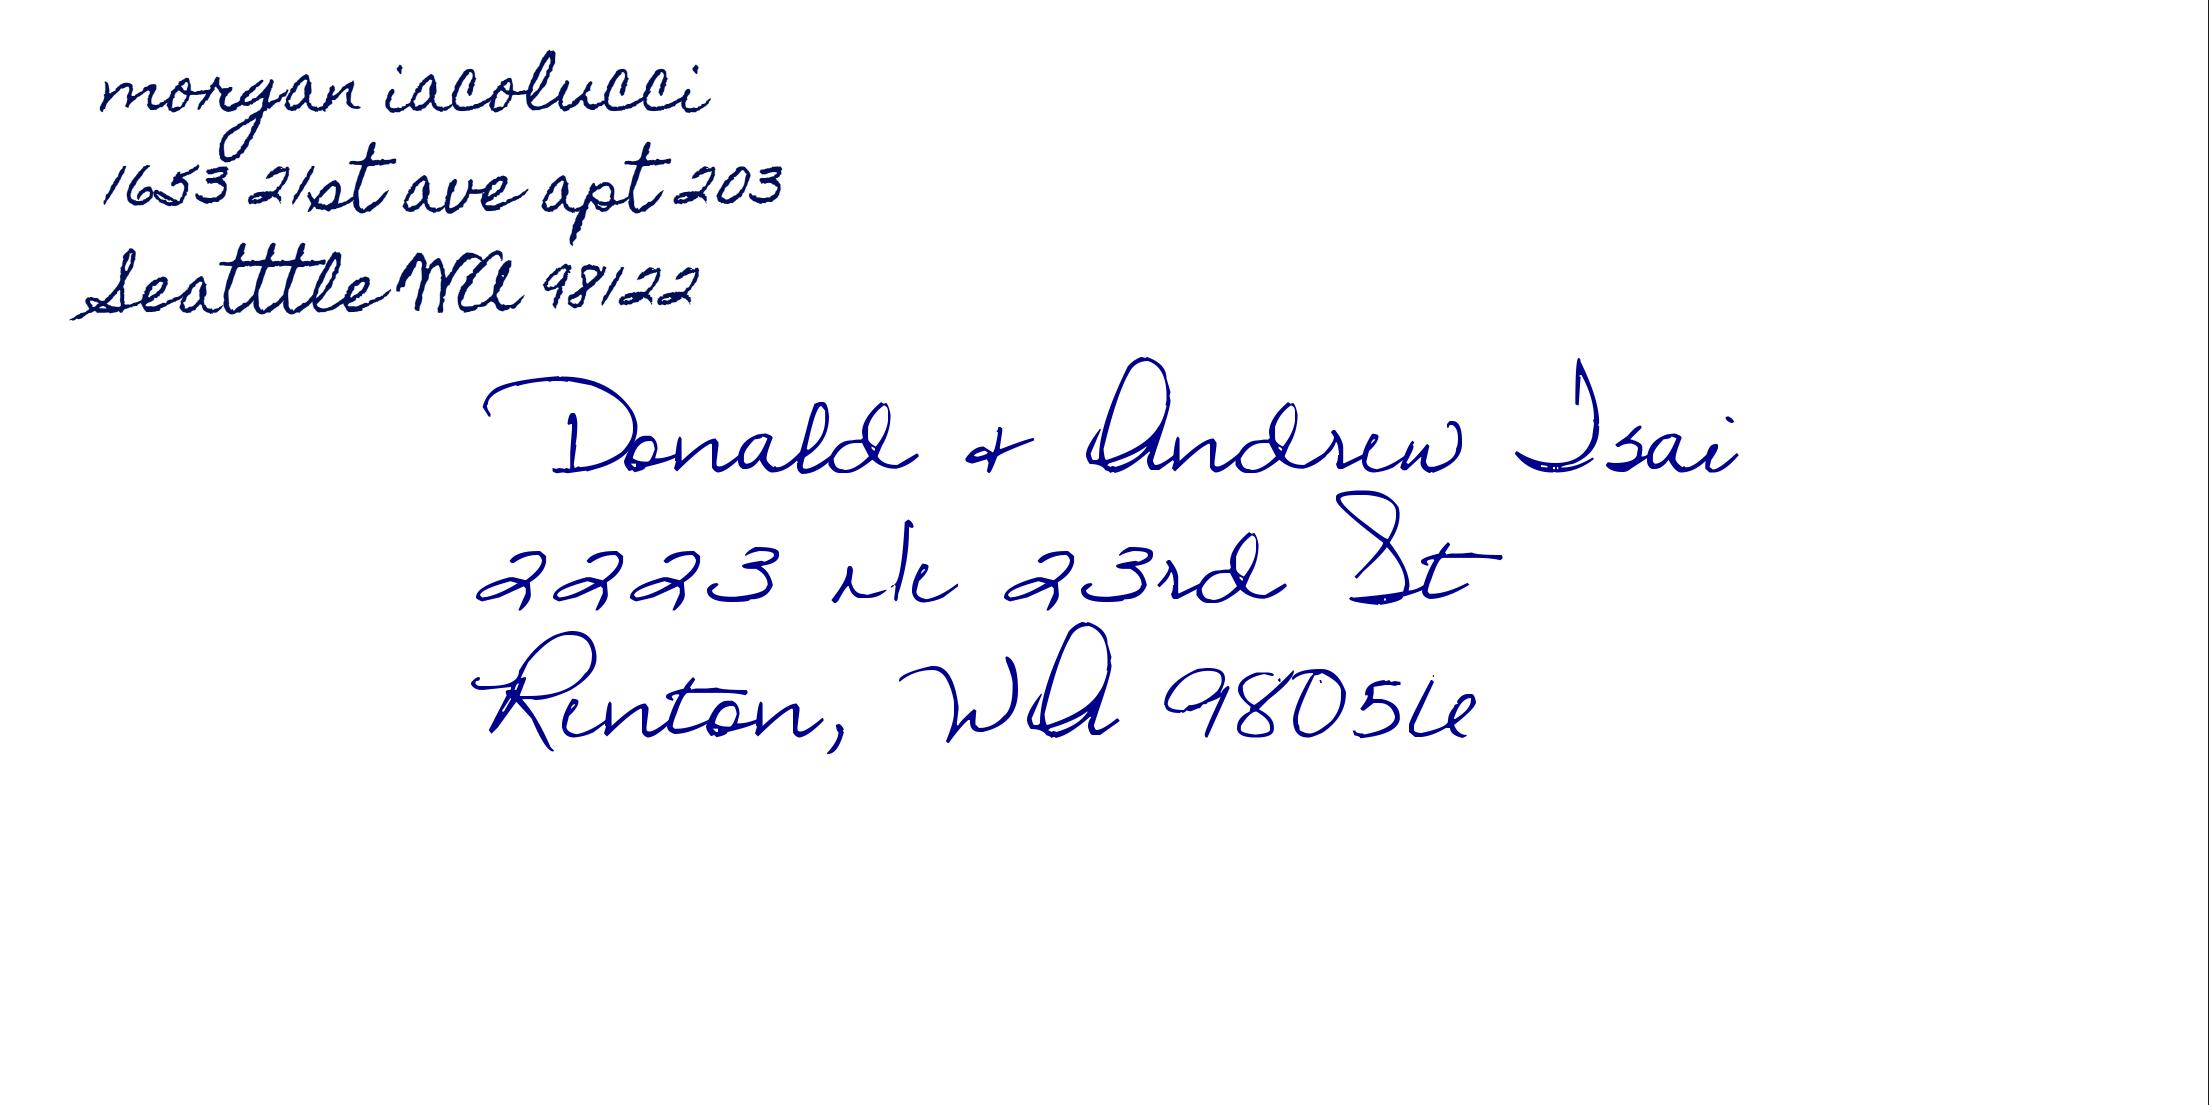 morgan iacolucci
1653 21st ave apt 203
Seatttle WA 98122
Donald & Andrew Tsai
2223 Ne 23rd St
Renton, WA 98056